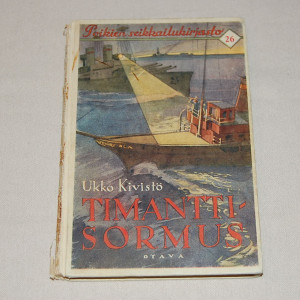 Poikien seikkailukirjasto
26
Ukko Kivistö
TIMANTTI-
SORMUS
OTAVA